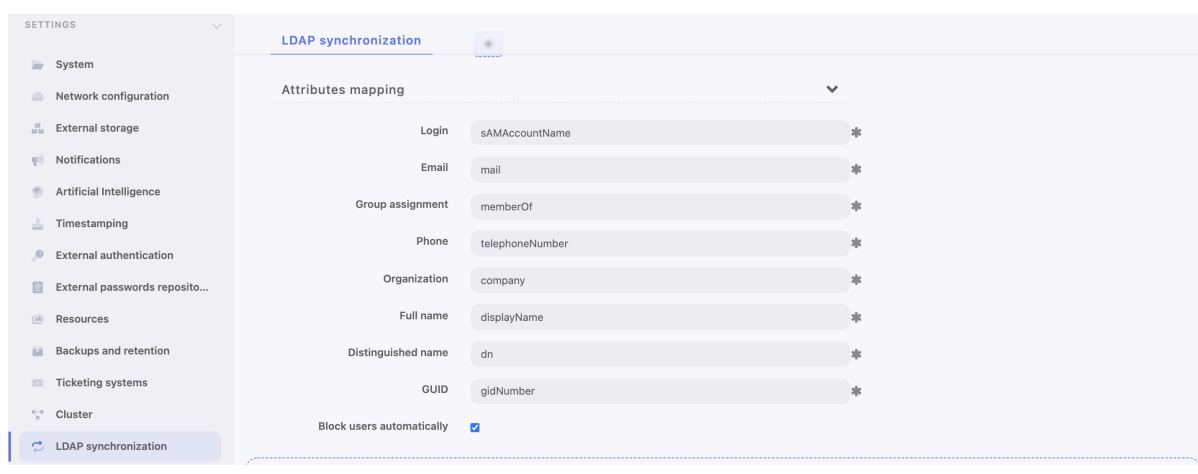 SETTINGS
System
Network configuration
External storage
Notifications
Artificial Intelligence
Timestamping
External authentication
External passwords reposito...
Resources
Backups and retention
Ticketing systems
Cluster
LDAP synchronization
LDAP synchronization
Attributes mapping
Login sAMAccountName
Email mail
Group assignment memberOf
Phone telephoneNumber
Organization company
Full name displayName
Distinguished name dn
GUID gidNumber
Block users automatically